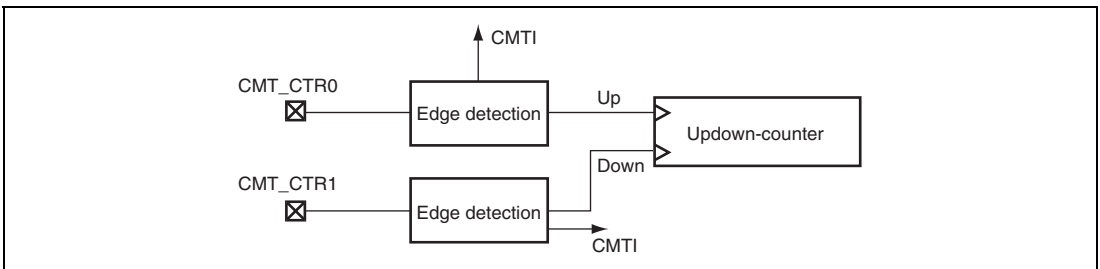 CMTI
CMT_CTR0
Edge detection
Up
Updown-counter
Down
CMT_CTR1
Edge detection
CMTI